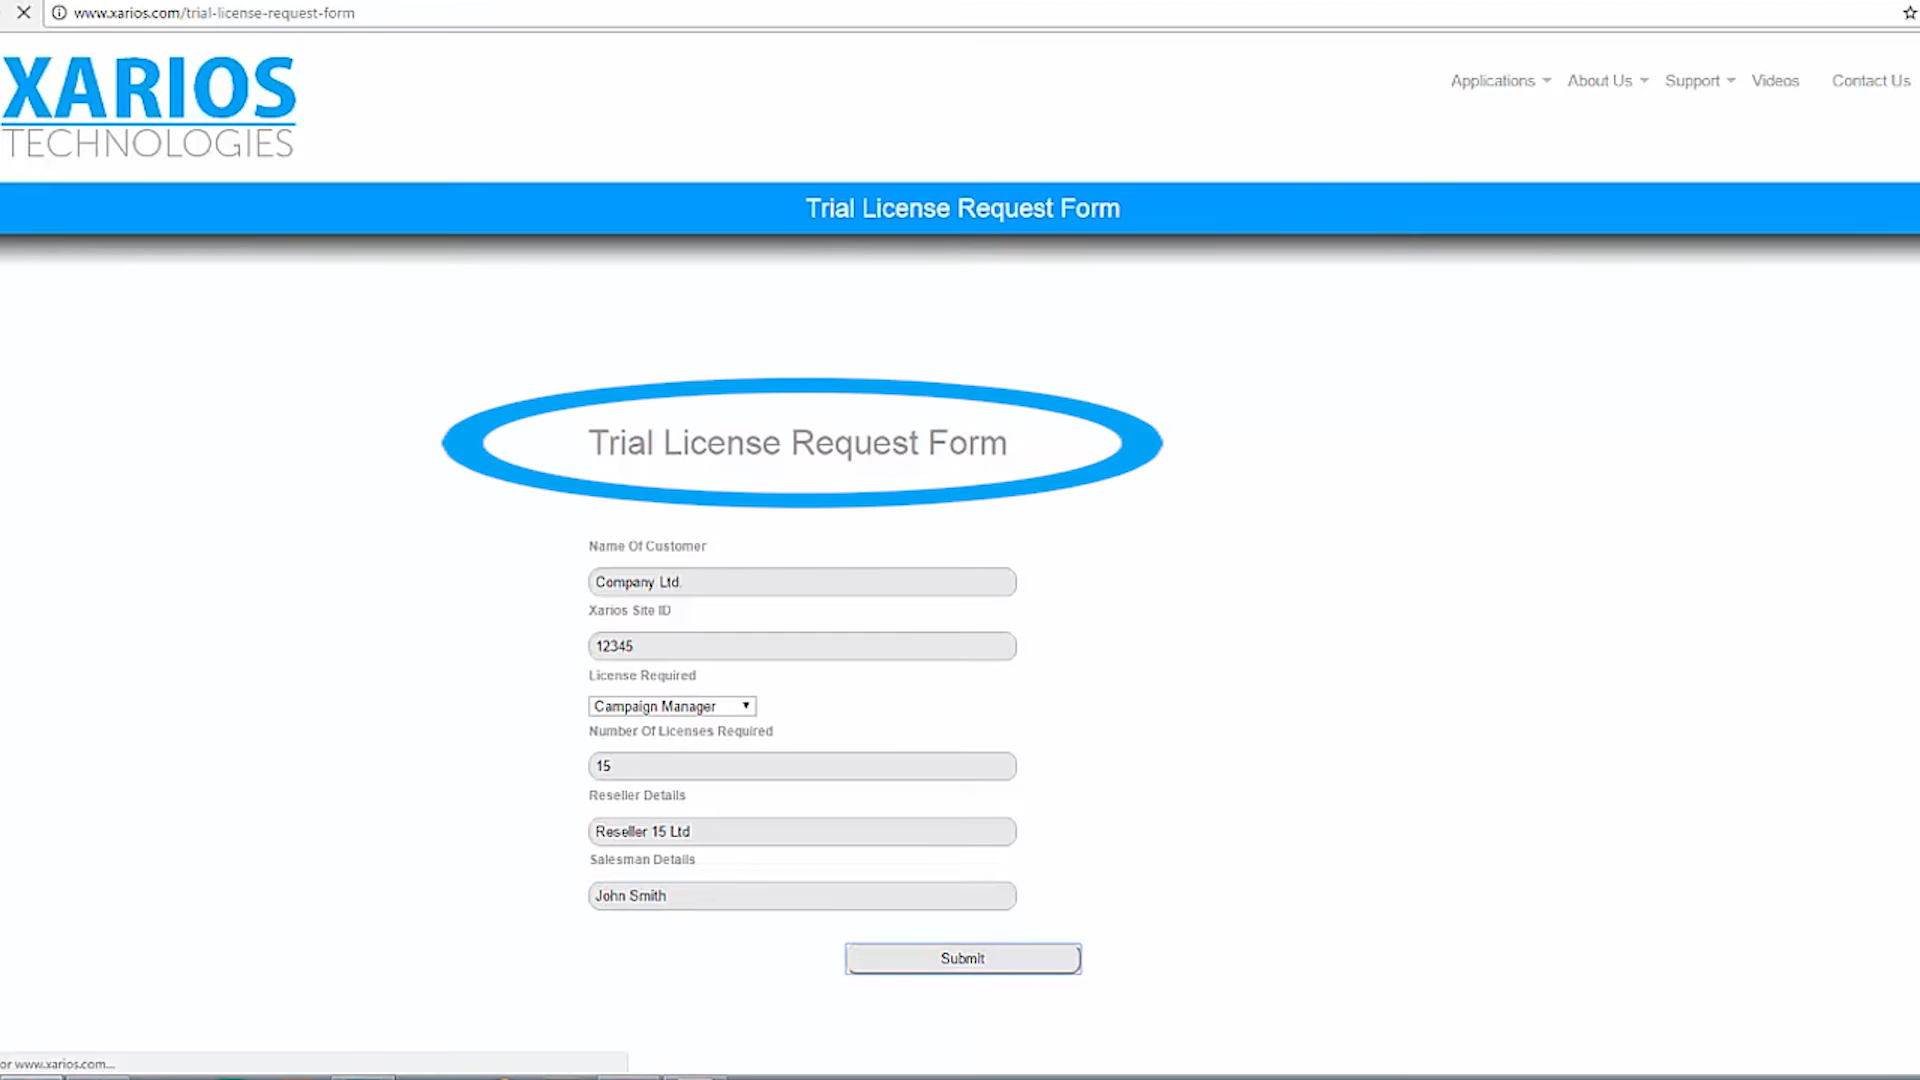 www.xarios.com/trial-license-request-form
XARIOS
TECHNOLOGIES
Applications About Us Support Videos Contact Us
Trial License Request Form
Trial License Request Form
Name Of Customer
Company Ltd.
Xarios Site ID
12345
License Required
Campaign Manager
Number Of Licenses Required
15
Reseller Details
Reseller 15 Ltd
Salesman Details
John Smith
Submit
or www.xarios.com...